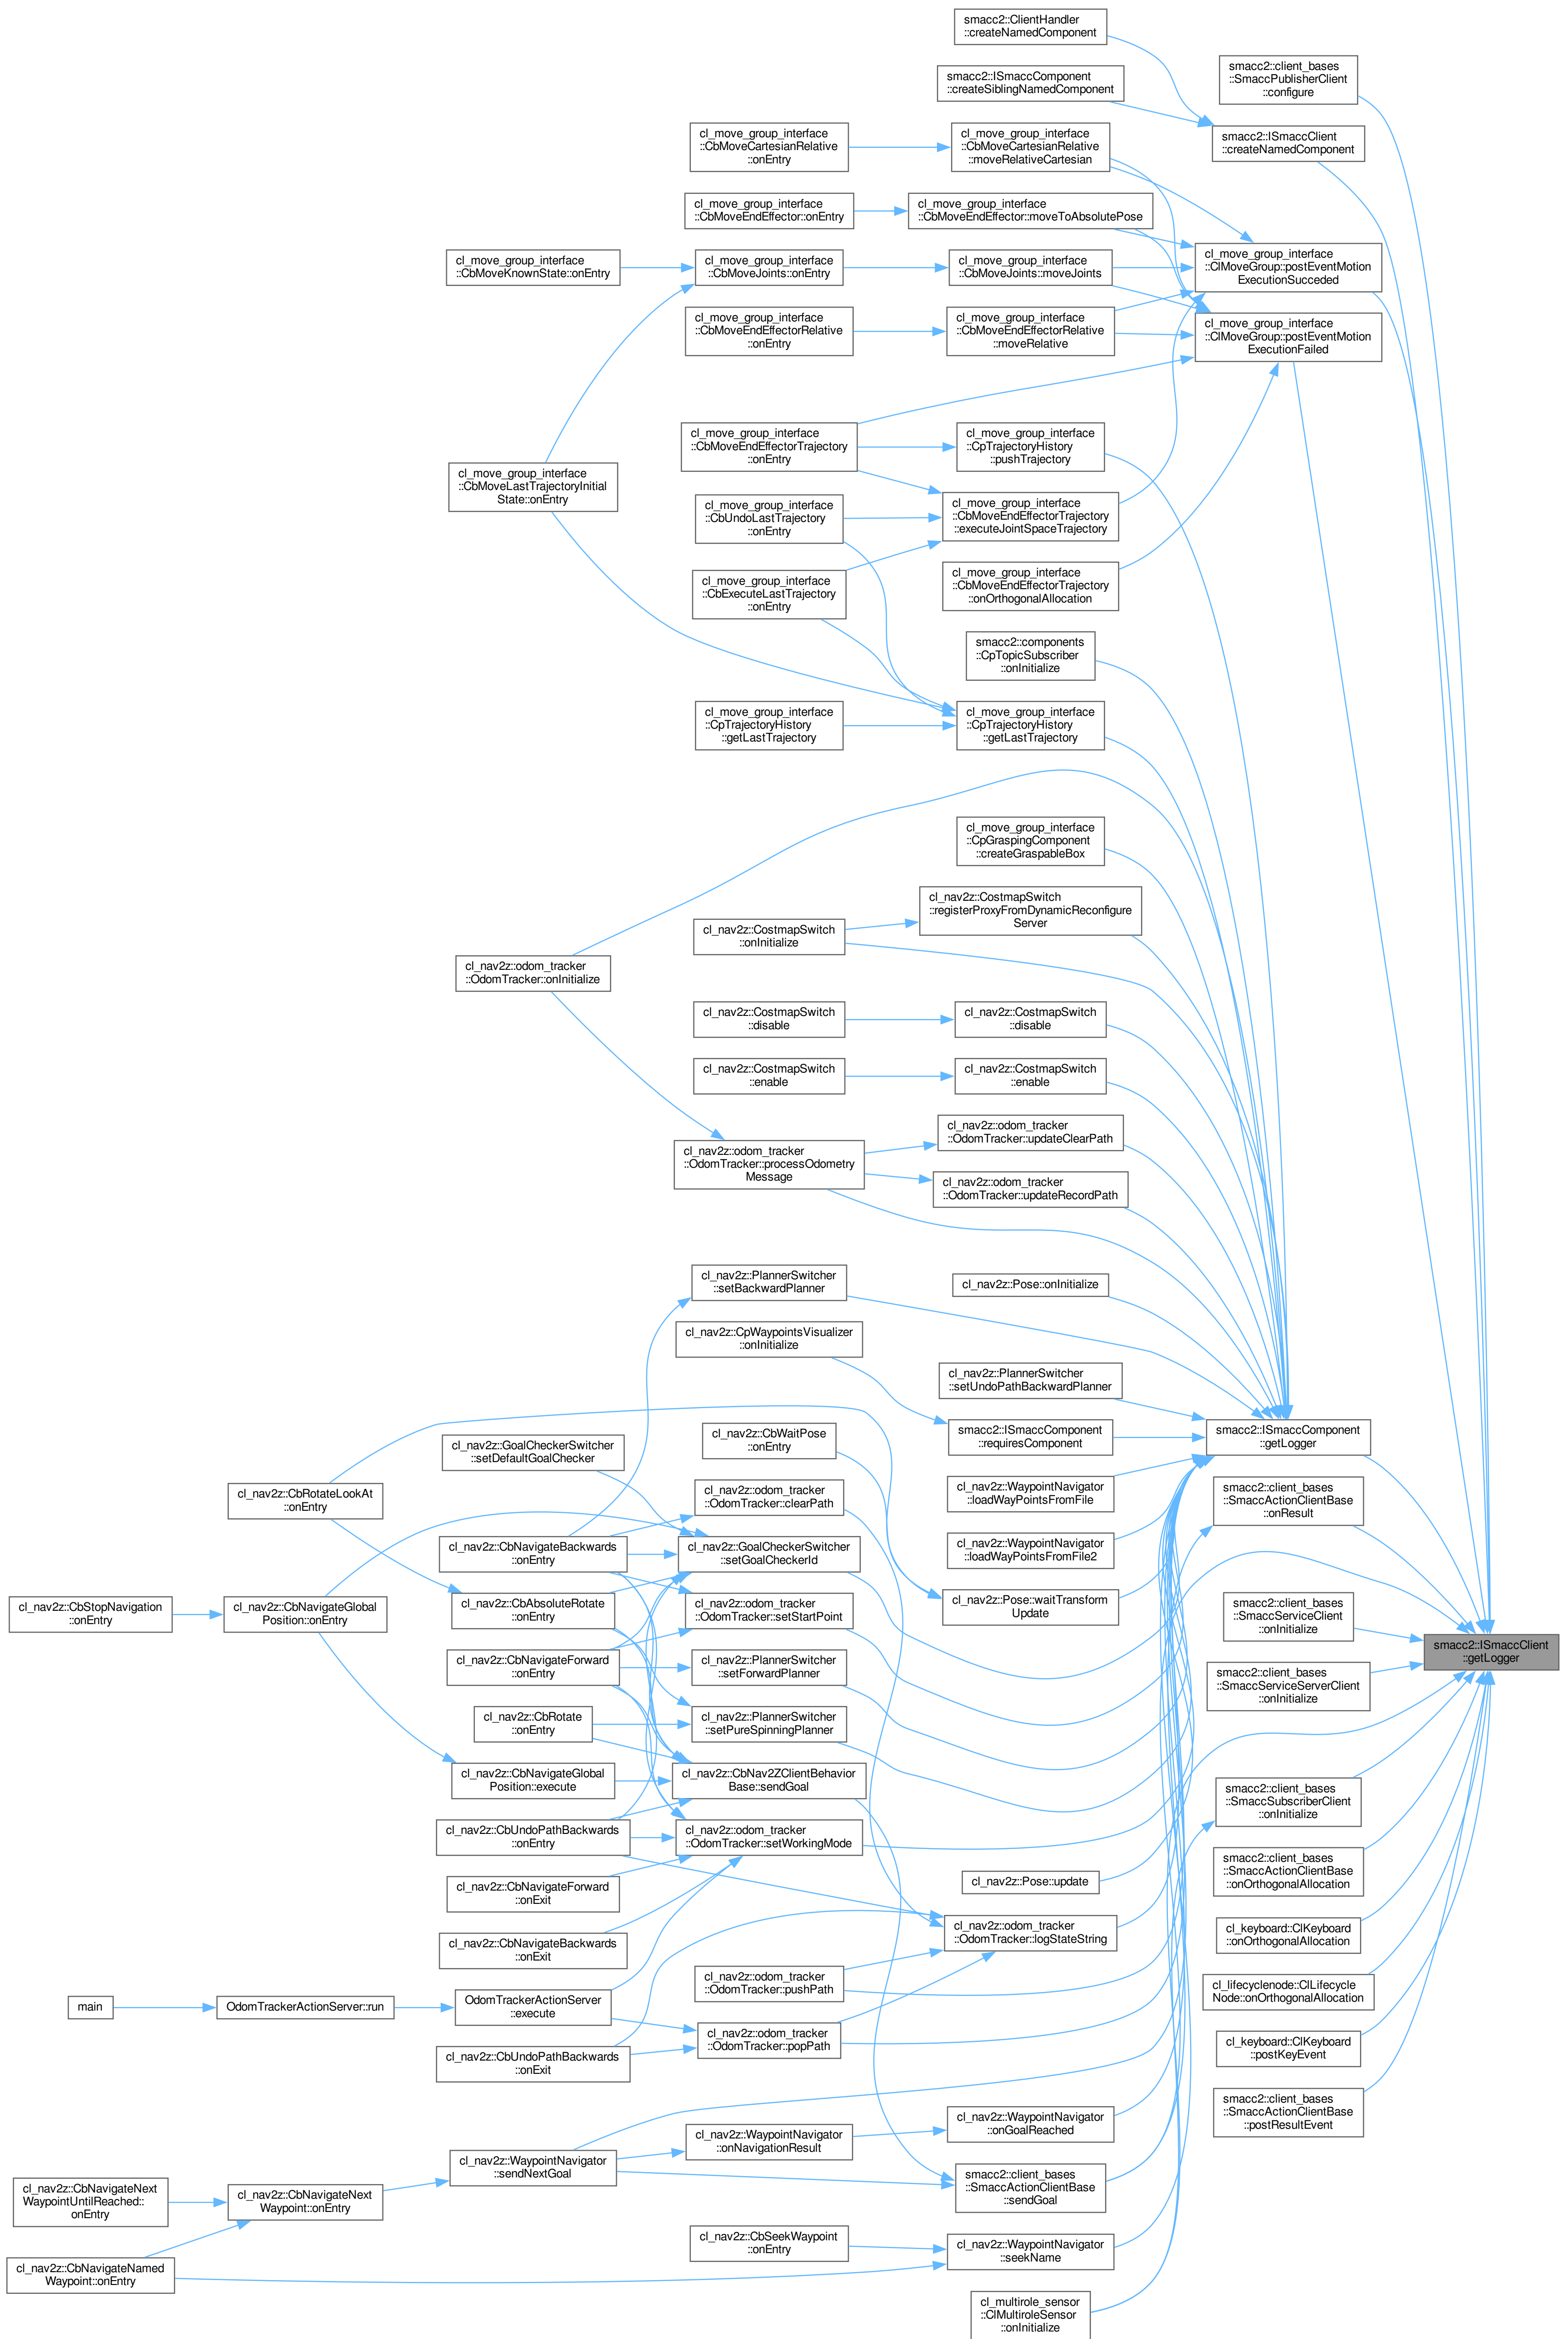 smacc2::ClientHandler
::createNamedComponent
smacc2::client_bases
::SmaccPublisherClient
::configure
smacc2::ISmaccComponent
::createSiblingNamedComponent
cl_move_group_interface
::CbMoveCartesianRelative
::onEntry
cl_move_group_interface
::CbMoveCartesianRelative
::moveRelativeCartesian
smacc2::ISmaccClient
::createNamedComponent
cl_move_group_interface
::CbMoveEndEffector::onEntry
cl_move_group_interface
::CbMoveEndEffector::moveToAbsolutePose
cl_move_group_interface
::CbMoveKnownState::onEntry
cl_move_group_interface
::CbMoveJoints::onEntry
cl_move_group_interface
::CbMoveJoints::moveJoints
cl_move_group_interface
::ClMoveGroup::postEventMotion
ExecutionSucceded
cl_move_group_interface
::CbMoveEndEffectorRelative
::onEntry
cl_move_group_interface
::CbMoveEndEffectorRelative
::moveRelative
cl_move_group_interface
::ClMoveGroup::postEventMotion
ExecutionFailed
cl_move_group_interface
::CbMoveEndEffectorTrajectory
::onEntry
cl_move_group_interface
::CpTrajectoryHistory
::pushTrajectory
cl_move_group_interface
::CbMoveLastTrajectoryInitial
State::onEntry
cl_move_group_interface
::CbUndoLastTrajectory
::onEntry
cl_move_group_interface
::CbMoveEndEffectorTrajectory
::executeJointSpaceTrajectory
cl_move_group_interface
::CbExecuteLastTrajectory
::onEntry
cl_move_group_interface
::CbMoveEndEffectorTrajectory
::onOrthogonalAllocation
smacc2::components
::CpTopicSubscriber
::onInitialize
cl_move_group_interface
::CpTrajectoryHistory
::getLastTrajectory
cl_move_group_interface
::CpTrajectoryHistory
::getLastTrajectory
cl_move_group_interface
::CpGraspingComponent
::createGraspableBox
cl_nav2z::CostmapSwitch
::registerProxyFromDynamicReconfigure
Server
cl_nav2z::CostmapSwitch
::onInitialize
cl_nav2z::odom_tracker
::OdomTracker::onInitialize
cl_nav2z::CostmapSwitch
::disable
cl_nav2z::CostmapSwitch
::disable
cl_nav2z::CostmapSwitch
::enable
cl_nav2z::CostmapSwitch
::enable
cl_nav2z::odom_tracker
::OdomTracker::updateClearPath
cl_nav2z::odom_tracker
::OdomTracker::processOdometry
Message
cl_nav2z::odom_tracker
::OdomTracker::updateRecordPath
cl_nav2z::PlannerSwitcher
::setBackwardPlanner
cl_nav2z::Pose::onInitialize
cl_nav2z::CpWaypointsVisualizer
::onInitialize
cl_nav2z::PlannerSwitcher
::setUndoPathBackwardPlanner
cl_nav2z::GoalCheckerSwitcher
::setDefaultGoalChecker
cl_nav2z::CbWaitPose
::onEntry
smacc2::ISmaccComponent
::requiresComponent
smacc2::ISmaccComponent
::getLogger
cl_nav2z::CbRotateLookAt
::onEntry
cl_nav2z::odom_tracker
::OdomTracker::clearPath
cl_nav2z::WaypointNavigator
::loadWayPointsFromFile
smacc2::client_bases
::SmaccActionClientBase
::onResult
cl_nav2z::CbNavigateBackwards
::onEntry
cl_nav2z::GoalCheckerSwitcher
::setGoalCheckerId
cl_nav2z::WaypointNavigator
::loadWayPointsFromFile2
cl_nav2z::CbStopNavigation
::onEntry
cl_nav2z::CbNavigateGlobal
Position::onEntry
cl_nav2z::CbAbsoluteRotate
::onEntry
cl_nav2z::odom_tracker
::OdomTracker::setStartPoint
cl_nav2z::Pose::waitTransform
Update
smacc2::client_bases
::SmaccServiceClient
::onInitialize
smacc2::ISmaccClient
::getLogger
cl_nav2z::CbNavigateForward
::onEntry
cl_nav2z::PlannerSwitcher
::setForwardPlanner
smacc2::client_bases
::SmaccServiceServerClient
::onInitialize
cl_nav2z::CbRotate
::onEntry
cl_nav2z::PlannerSwitcher
::setPureSpinningPlanner
cl_nav2z::CbNavigateGlobal
Position::execute
cl_nav2z::CbNav2ZClientBehavior
Base::sendGoal
smacc2::client_bases
::SmaccSubscriberClient
::onInitialize
cl_nav2z::CbUndoPathBackwards
::onEntry
cl_nav2z::odom_tracker
::OdomTracker::setWorkingMode
cl_nav2z::CbNavigateForward
::onExit
cl_nav2z::Pose::update
smacc2::client_bases
::SmaccActionClientBase
::onOrthogonalAllocation
cl_nav2z::CbNavigateBackwards
::onExit
cl_nav2z::odom_tracker
::OdomTracker::logStateString
cl_keyboard::ClKeyboard
::onOrthogonalAllocation
main
OdomTrackerActionServer::run
OdomTrackerActionServer
::execute
cl_nav2z::odom_tracker
::OdomTracker::pushPath
cl_lifecyclenode::ClLifecycle
Node::onOrthogonalAllocation
cl_nav2z::CbUndoPathBackwards
::onExit
cl_nav2z::odom_tracker
::OdomTracker::popPath
cl_keyboard::ClKeyboard
::postKeyEvent
smacc2::client_bases
::SmaccActionClientBase
::postResultEvent
cl_nav2z::WaypointNavigator
::onGoalReached
cl_nav2z::WaypointNavigator
::onNavigationResult
cl_nav2z::WaypointNavigator
::sendNextGoal
smacc2::client_bases
::SmaccActionClientBase
::sendGoal
cl_nav2z::CbNavigateNext
WaypointUntilReached::
onEntry
cl_nav2z::CbNavigateNext
Waypoint::onEntry
cl_nav2z::CbSeekWaypoint
::onEntry
cl_nav2z::WaypointNavigator
::seekName
cl_nav2z::CbNavigateNamed
Waypoint::onEntry
cl_multirole_sensor
::ClMultiroleSensor
::onInitialize